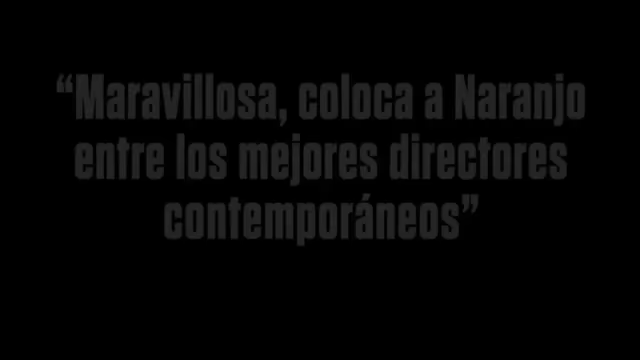 “Maravillosa, coloca a Naranjo
entre los mejores directores
contemporáneos”